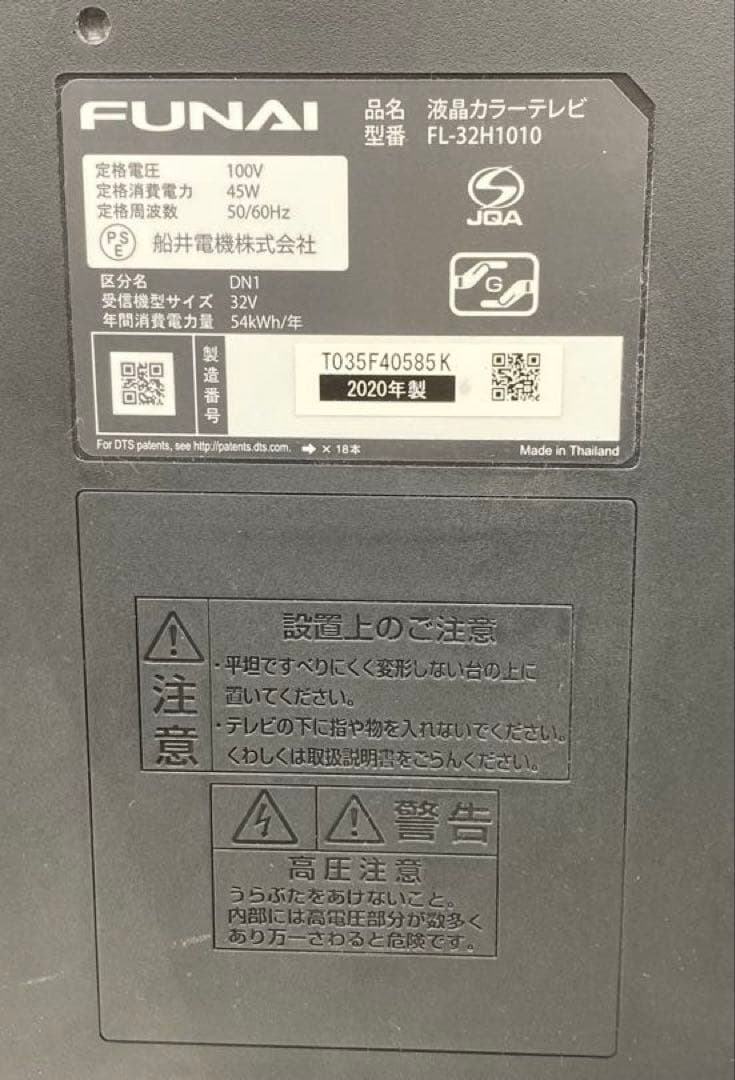 FUNAI
品名 液晶カラーテレビ
型番 FL-32H1010
定格電圧 100V
定格消費電力 45W
定格周波数 50/60Hz
PSE 船井電機株式会社
JQA
G
区分名 DN1
受信機型サイズ 32V
年間消費電力量 54kWh/年
製造番号
T035F40585K
2020年製
For DTS patents, see http://patents.dts.com. ➡ × 18本
Made in Thailand
注意
設置上のご注意
・平坦ですべりにくく変形しない台の上に
置いてください。
・テレビの下に指や物を入れないでください。
くわしくは取扱説明書をごらんください。
警告
高圧注意
うらぶたをあけないこと。
内部には高電圧部分が数多く
あり万一さわると危険です。